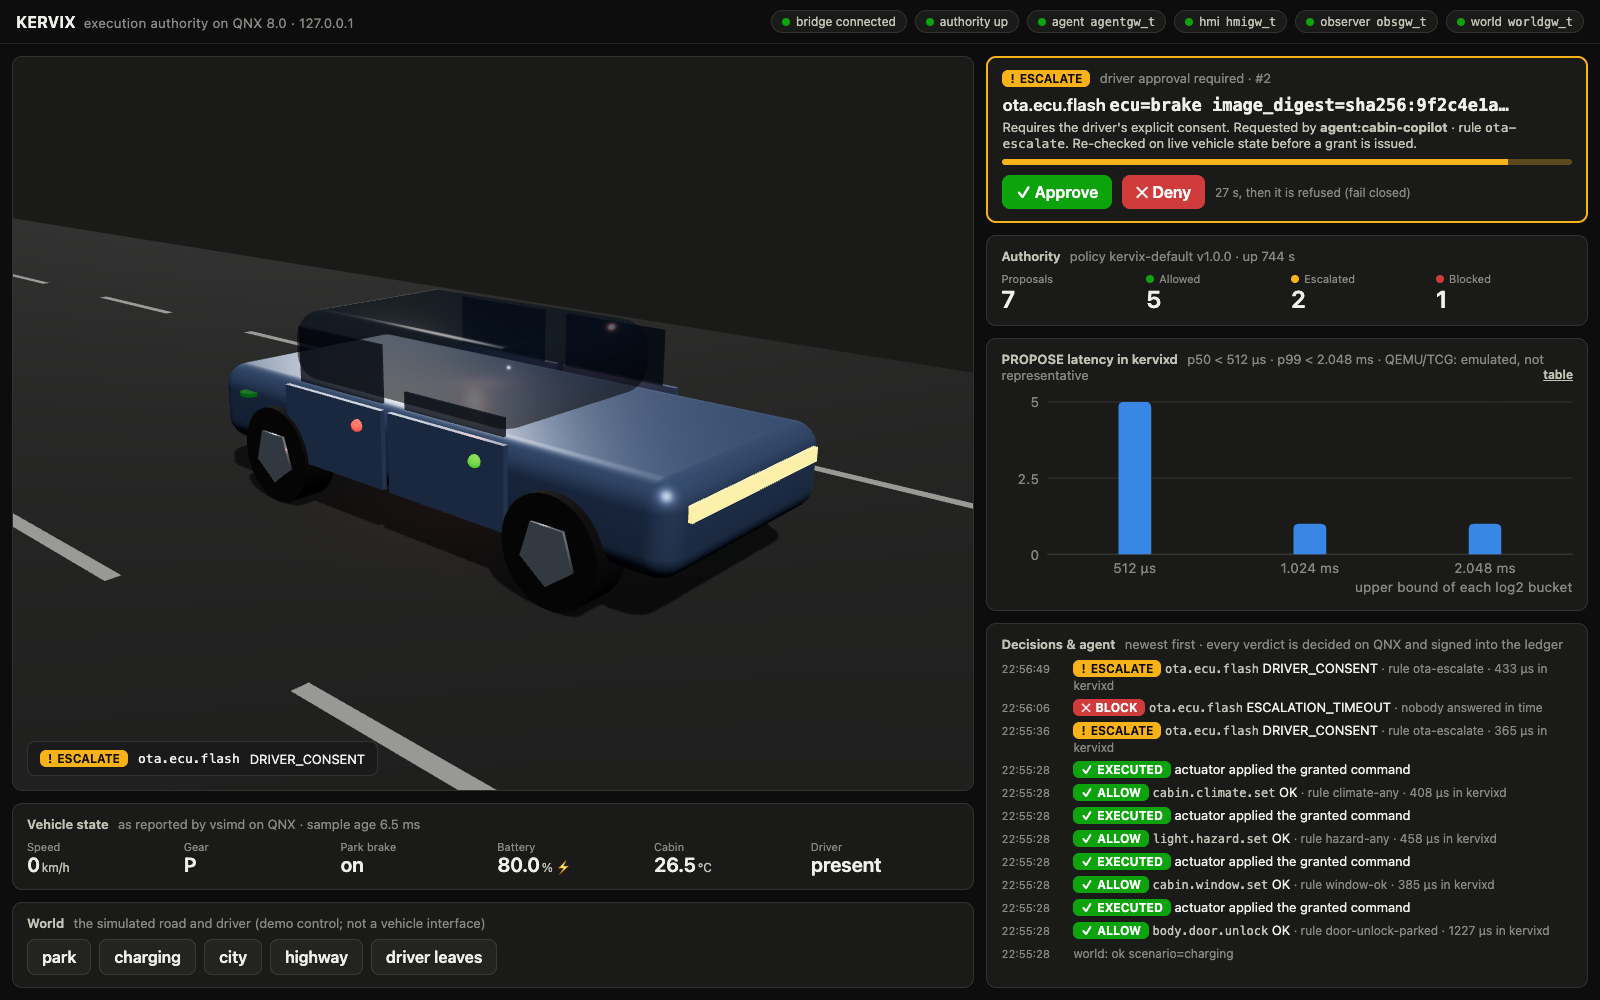 KERVIX execution authority on QNX 8.0 · 127.0.0.1
bridge connected
authority up
agent agentgw_t
hmi hmigw_t
observer obsgw_t
world worldgw_t
! ESCALATE ota.ecu.flash DRIVER_CONSENT
Vehicle state as reported by vsimd on QNX · sample age 6.5 ms
Speed Gear Park brake Battery Cabin Driver
0 km/h P on 80.0 % ⚡ 26.5 °C present
World the simulated road and driver (demo control; not a vehicle interface)
park charging city highway driver leaves
! ESCALATE driver approval required · #2
ota.ecu.flash ecu=brake image_digest=sha256:9f2c4e1a…
Requires the driver's explicit consent. Requested by agent:cabin-copilot · rule ota-
escalate. Re-checked on live vehicle state before a grant is issued.
✓ Approve ✕ Deny 27 s, then it is refused (fail closed)
Authority policy kervix-default v1.0.0 · up 744 s
Proposals Allowed Escalated Blocked
7 5 2 1
PROPOSE latency in kervixd p50 < 512 µs · p99 < 2.048 ms · QEMU/TCG: emulated, not
representative table
5
2.5
0
512 µs 1.024 ms 2.048 ms
upper bound of each log2 bucket
Decisions & agent newest first · every verdict is decided on QNX and signed into the ledger
22:56:49 ! ESCALATE ota.ecu.flash DRIVER_CONSENT · rule ota-escalate · 433 µs in
kervixd
22:56:06 ✕ BLOCK ota.ecu.flash ESCALATION_TIMEOUT · nobody answered in time
22:55:36 ! ESCALATE ota.ecu.flash DRIVER_CONSENT · rule ota-escalate · 365 µs in
kervixd
22:55:28 ✓ EXECUTED actuator applied the granted command
22:55:28 ✓ ALLOW cabin.climate.set OK · rule climate-any · 408 µs in kervixd
22:55:28 ✓ EXECUTED actuator applied the granted command
22:55:28 ✓ ALLOW light.hazard.set OK · rule hazard-any · 458 µs in kervixd
22:55:28 ✓ EXECUTED actuator applied the granted command
22:55:28 ✓ ALLOW cabin.window.set OK · rule window-ok · 385 µs in kervixd
22:55:28 ✓ EXECUTED actuator applied the granted command
22:55:28 ✓ ALLOW body.door.unlock OK · rule door-unlock-parked · 1227 µs in kervixd
22:55:28 world: ok scenario=charging